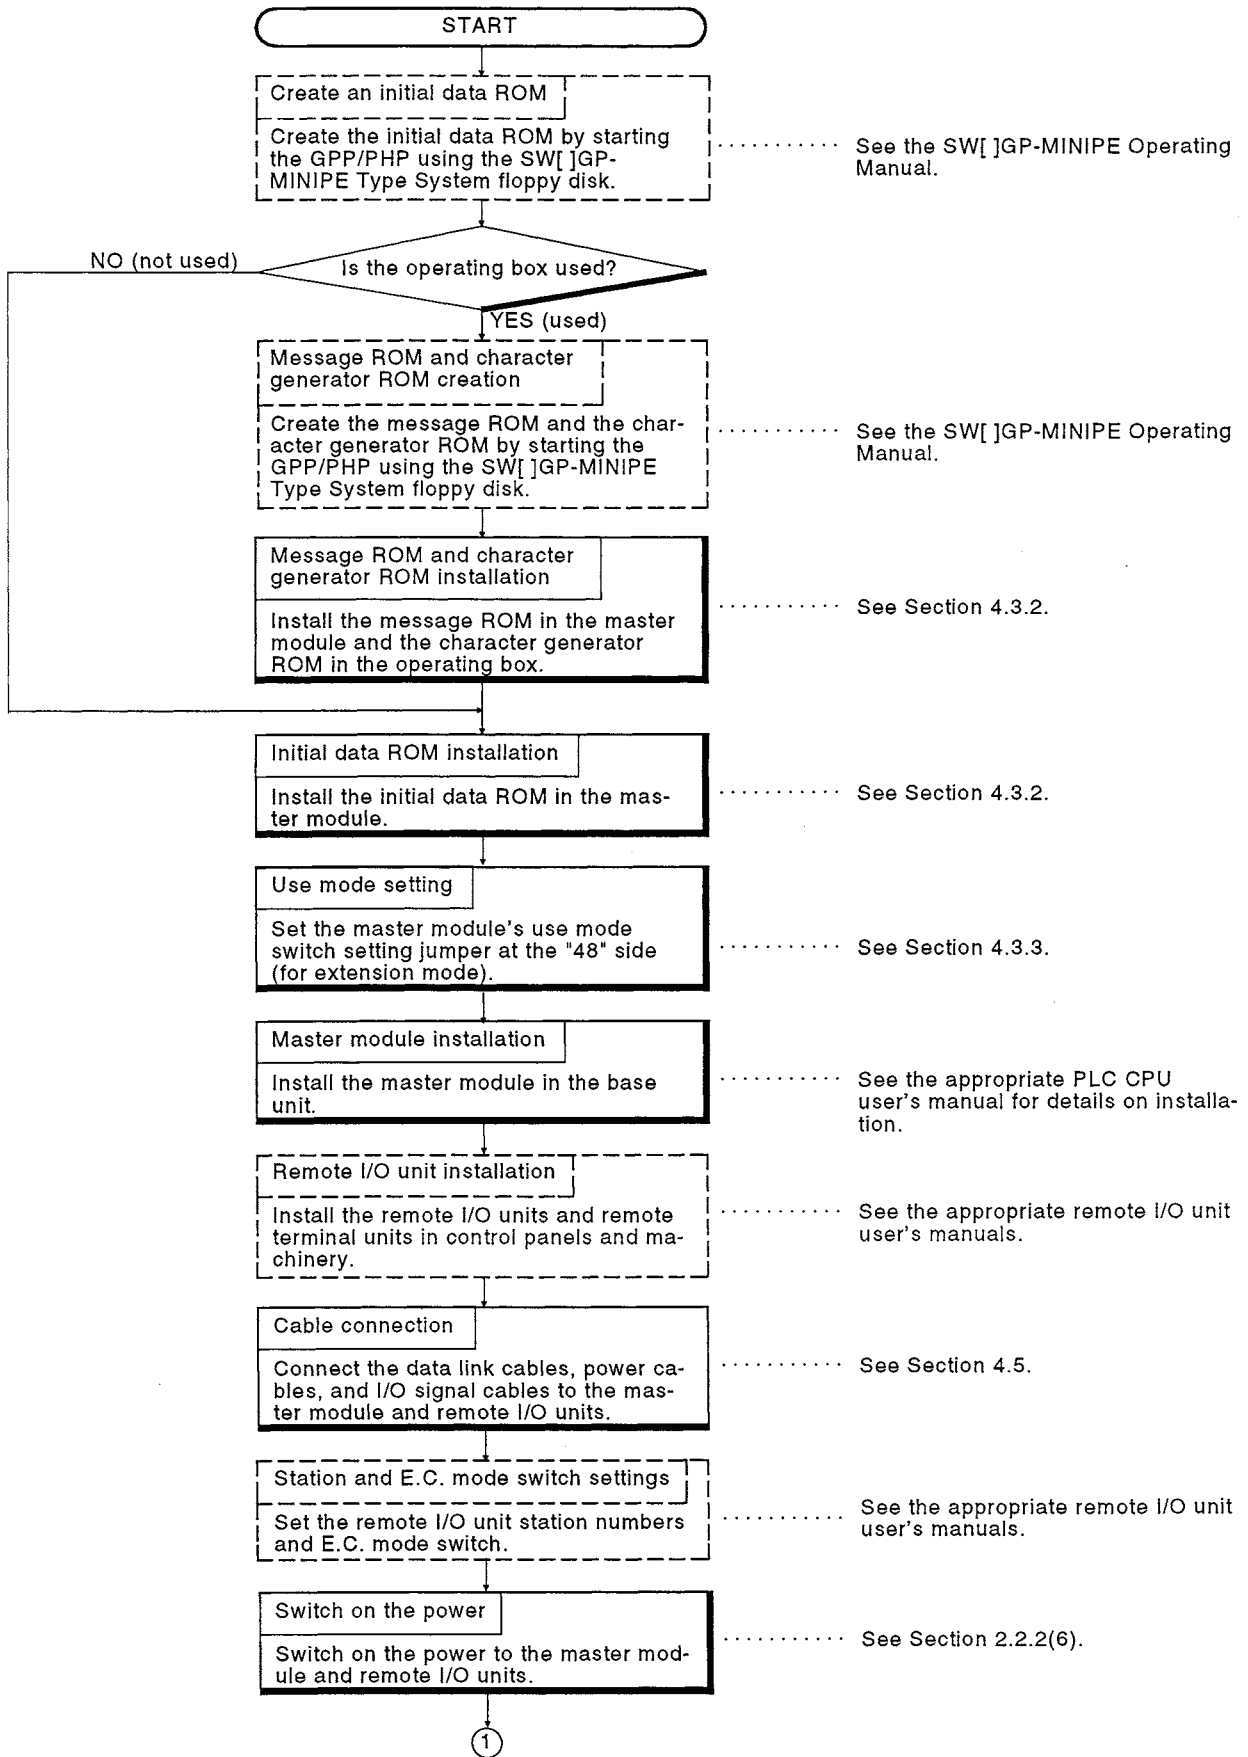 START
Create an initial data ROM
Create the initial data ROM by starting
the GPP/PHP using the SW[ ]GP-
MINIPE Type System floppy disk.
See the SW[ ]GP-MINIPE Operating
Manual.
NO (not used)
Is the operating box used?
YES (used)
Message ROM and character
generator ROM creation
Create the message ROM and the char-
acter generator ROM by starting the
GPP/PHP using the SW[ ]GP-MINIPE
Type System floppy disk.
See the SW[ ]GP-MINIPE Operating
Manual.
Message ROM and character
generator ROM installation
Install the message ROM in the master
module and the character generator
ROM in the operating box.
See Section 4.3.2.
Initial data ROM installation
Install the initial data ROM in the mas-
ter module.
See Section 4.3.2.
Use mode setting
Set the master module's use mode
switch setting jumper at the "48" side
(for extension mode).
See Section 4.3.3.
Master module installation
Install the master module in the base
unit.
See the appropriate PLC CPU
user's manual for details on installa-
tion.
Remote I/O unit installation
Install the remote I/O units and remote
terminal units in control panels and ma-
chinery.
See the appropriate remote I/O unit
user's manuals.
Cable connection
Connect the data link cables, power ca-
bles, and I/O signal cables to the mas-
ter module and remote I/O units.
See Section 4.5.
Station and E.C. mode switch settings
Set the remote I/O unit station numbers
and E.C. mode switch.
See the appropriate remote I/O unit
user's manuals.
Switch on the power
Switch on the power to the master mod-
ule and remote I/O units.
See Section 2.2.2(6).
1